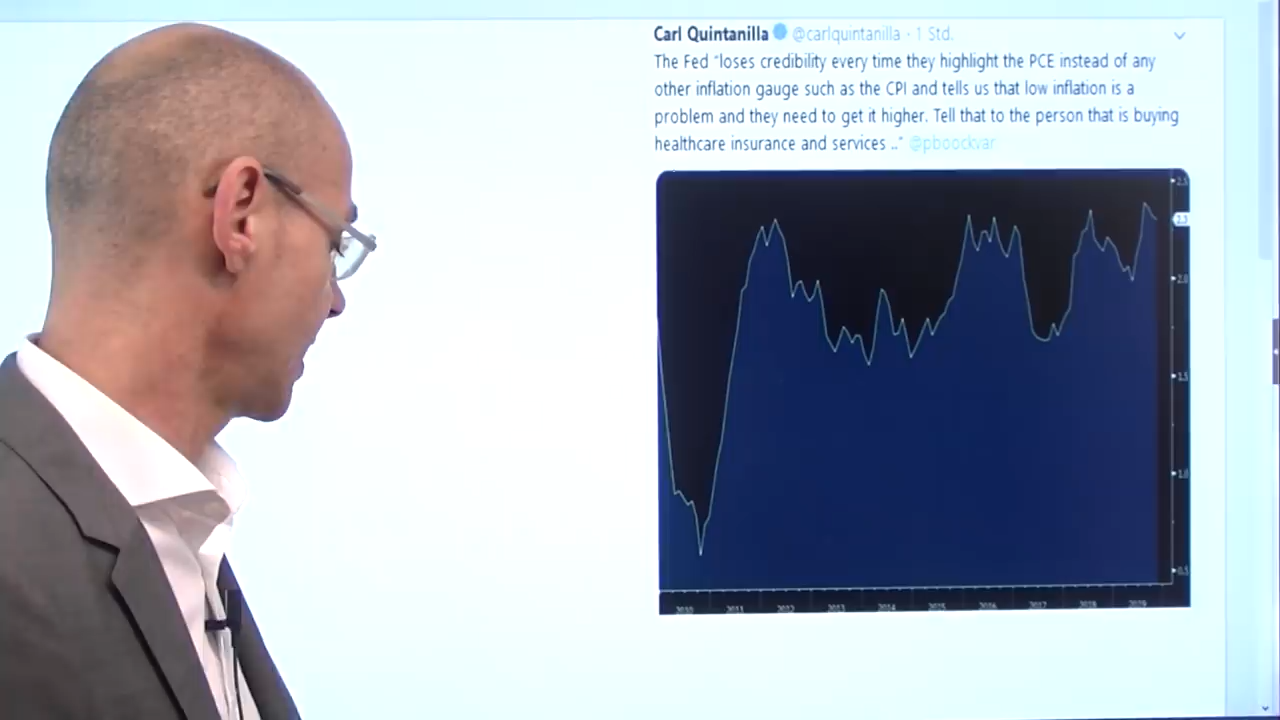 Carl Quintanilla @carlquintanilla · 1 Std.
The Fed "loses credibility every time they highlight the PCE instead of any
other inflation gauge such as the CPI and tells us that low inflation is a
problem and they need to get it higher. Tell that to the person that is buying
healthcare insurance and services .." @pboockvar
2.5
2.3
2.0
1.5
1.0
0.5
2010 2011 2012 2013 2014 2015 2016 2017 2018 2019